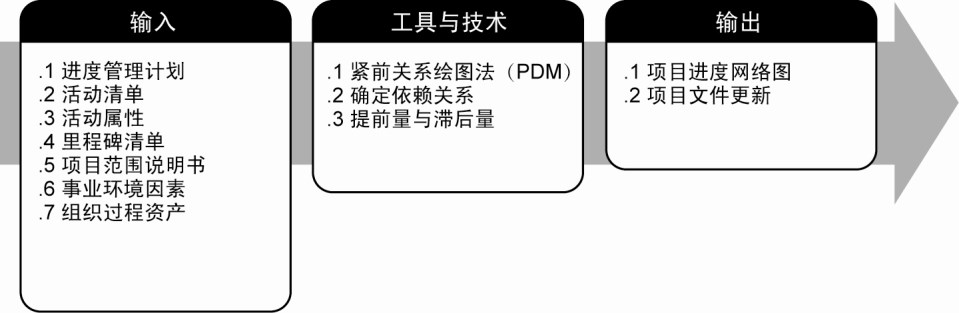 输入
.1 进度管理计划
.2 活动清单
.3 活动属性
.4 里程碑清单
.5 项目范围说明书
.6 事业环境因素
.7 组织过程资产
工具与技术
.1 紧前关系绘图法（PDM）
.2 确定依赖关系
.3 提前量与滞后量
输出
.1 项目进度网络图
.2 项目文件更新